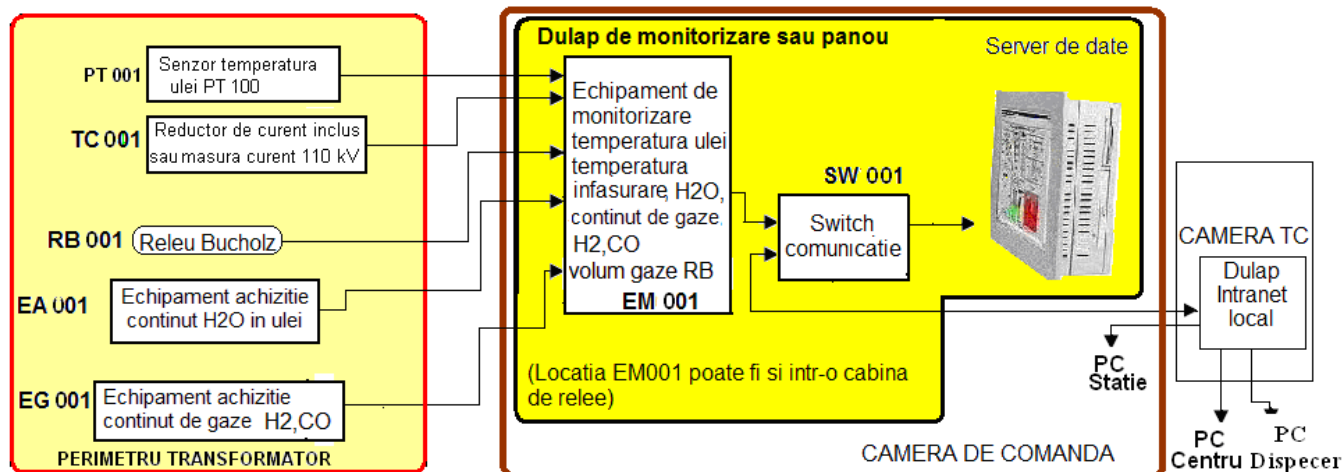 PT 001
Senzor temperatura
ulei PT 100
TC 001
Reductor de curent inclus
sau masura curent 110 kV
RB 001
Releu Bucholz
EA 001
Echipament achizitie
continut H2O in ulei
EG 001
Echipament achizitie
continut de gaze H2,CO
PERIMETRU TRANSFORMATOR
Dulap de monitorizare sau panou
Echipament de
monitorizare
temperatura ulei
temperatura
infasurare, H2O,
continut de gaze,
H2,CO
volum gaze RB
EM 001
SW 001
Switch
comunicatie
Server de date
(Locatia EM001 poate fi si intr-o cabina
de relee)
CAMERA DE COMANDA
CAMERA TC
Dulap
Intranet
local
PC
Statie
PC
Centru
PC
Dispecer